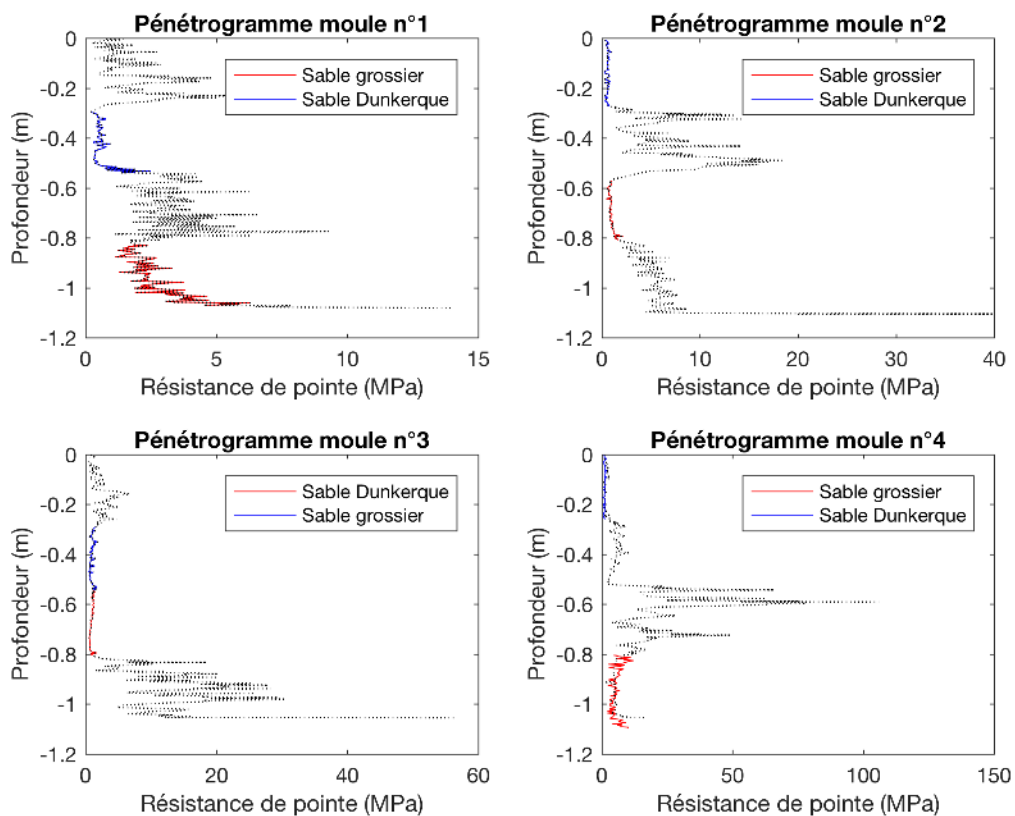 Pénétrogramme moule n°1
0
-0.2
-0.4
-0.6
-0.8
-1
-1.2
Profondeur (m)
Sable grossier
Sable Dunkerque
0 5 10 15
Résistance de pointe (MPa)
Pénétrogramme moule n°2
0
-0.2
-0.4
-0.6
-0.8
-1
-1.2
Profondeur (m)
Sable grossier
Sable Dunkerque
0 10 20 30 40
Résistance de pointe (MPa)
Pénétrogramme moule n°3
0
-0.2
-0.4
-0.6
-0.8
-1
-1.2
Profondeur (m)
Sable Dunkerque
Sable grossier
0 20 40 60
Résistance de pointe (MPa)
Pénétrogramme moule n°4
0
-0.2
-0.4
-0.6
-0.8
-1
-1.2
Profondeur (m)
Sable grossier
Sable Dunkerque
0 50 100 150
Résistance de pointe (MPa)